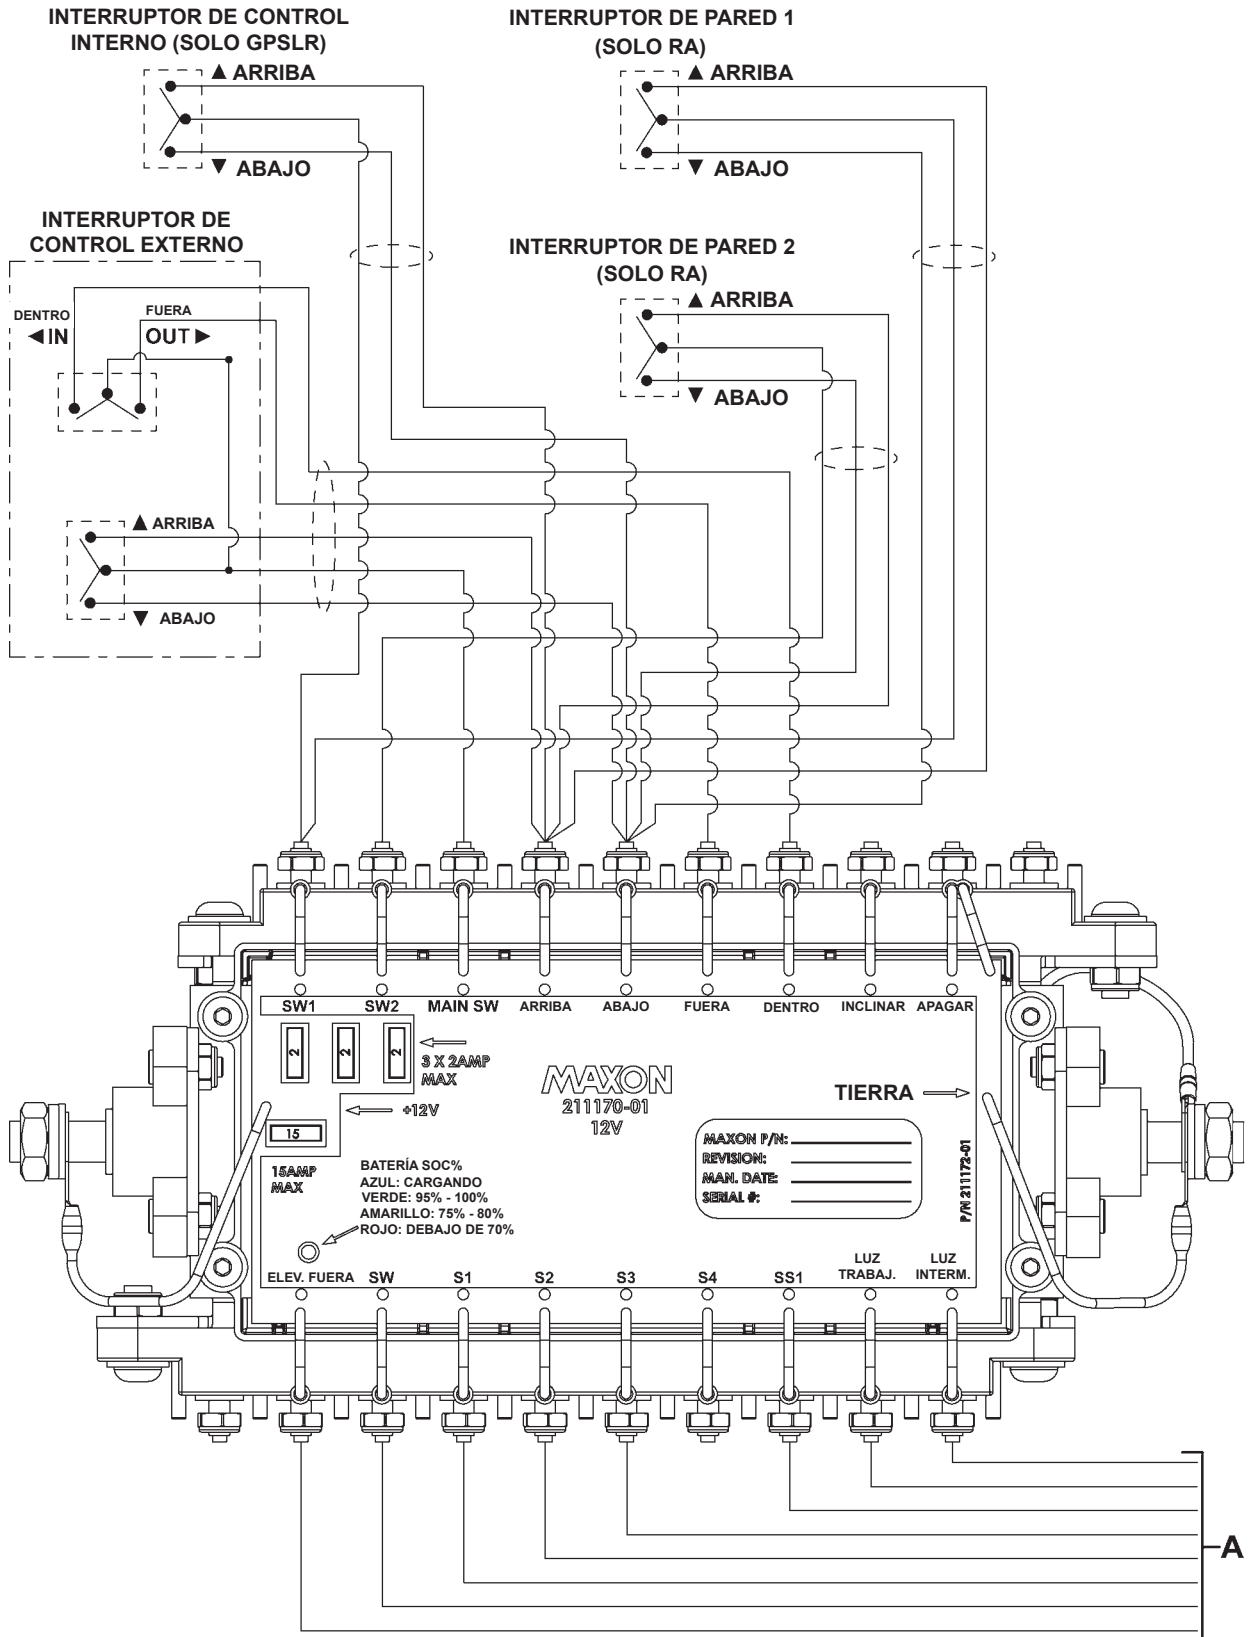 INTERRUPTOR DE CONTROL
INTERNO (SOLO GPSLR)
▲ ARRIBA
▼ ABAJO
INTERRUPTOR DE PARED 1
(SOLO RA)
▲ ARRIBA
▼ ABAJO
INTERRUPTOR DE
CONTROL EXTERNO
DENTRO
◄IN
FUERA
OUT►
▲ ARRIBA
▼ ABAJO
INTERRUPTOR DE PARED 2
(SOLO RA)
▲ ARRIBA
▼ ABAJO
SW1 SW2 MAIN SW ARRIBA ABAJO FUERA DENTRO INCLINAR APAGAR
2 2 2
3 X 2AMP
MAX
+12V
15
15AMP
MAX
MAXON
211170-01
12V
TIERRA
MAXON P/N:
REVISION:
MAN. DATE:
SERIAL #:
P/N 211172-01
BATERÍA SOC%
AZUL: CARGANDO
VERDE: 95% - 100%
AMARILLO: 75% - 80%
ROJO: DEBAJO DE 70%
ELEV. FUERA SW S1 S2 S3 S4 SS1
LUZ
TRABAJ.
LUZ
INTERM.
A